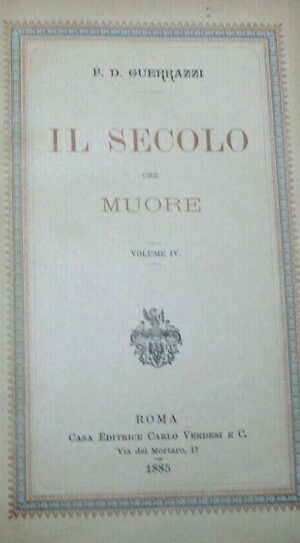 F. D. GUERRAZZI
IL SECOLO
CHE
MUORE
VOLUME IV.
ROMA
CASA EDITRICE CARLO VERDESI E C.
Via del Mortaro, 17
1885